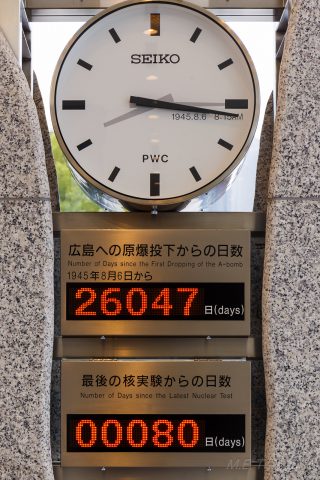 SEIKO
1945.8.6 8:15AM
PWC
広島への原爆投下からの日数
Number of Days since the First Dropping of the A-bomb
1945年8月6日から
26047 日(days)
最後の核実験からの日数
Number of Days since the Latest Nuclear Test
00080 日(days)